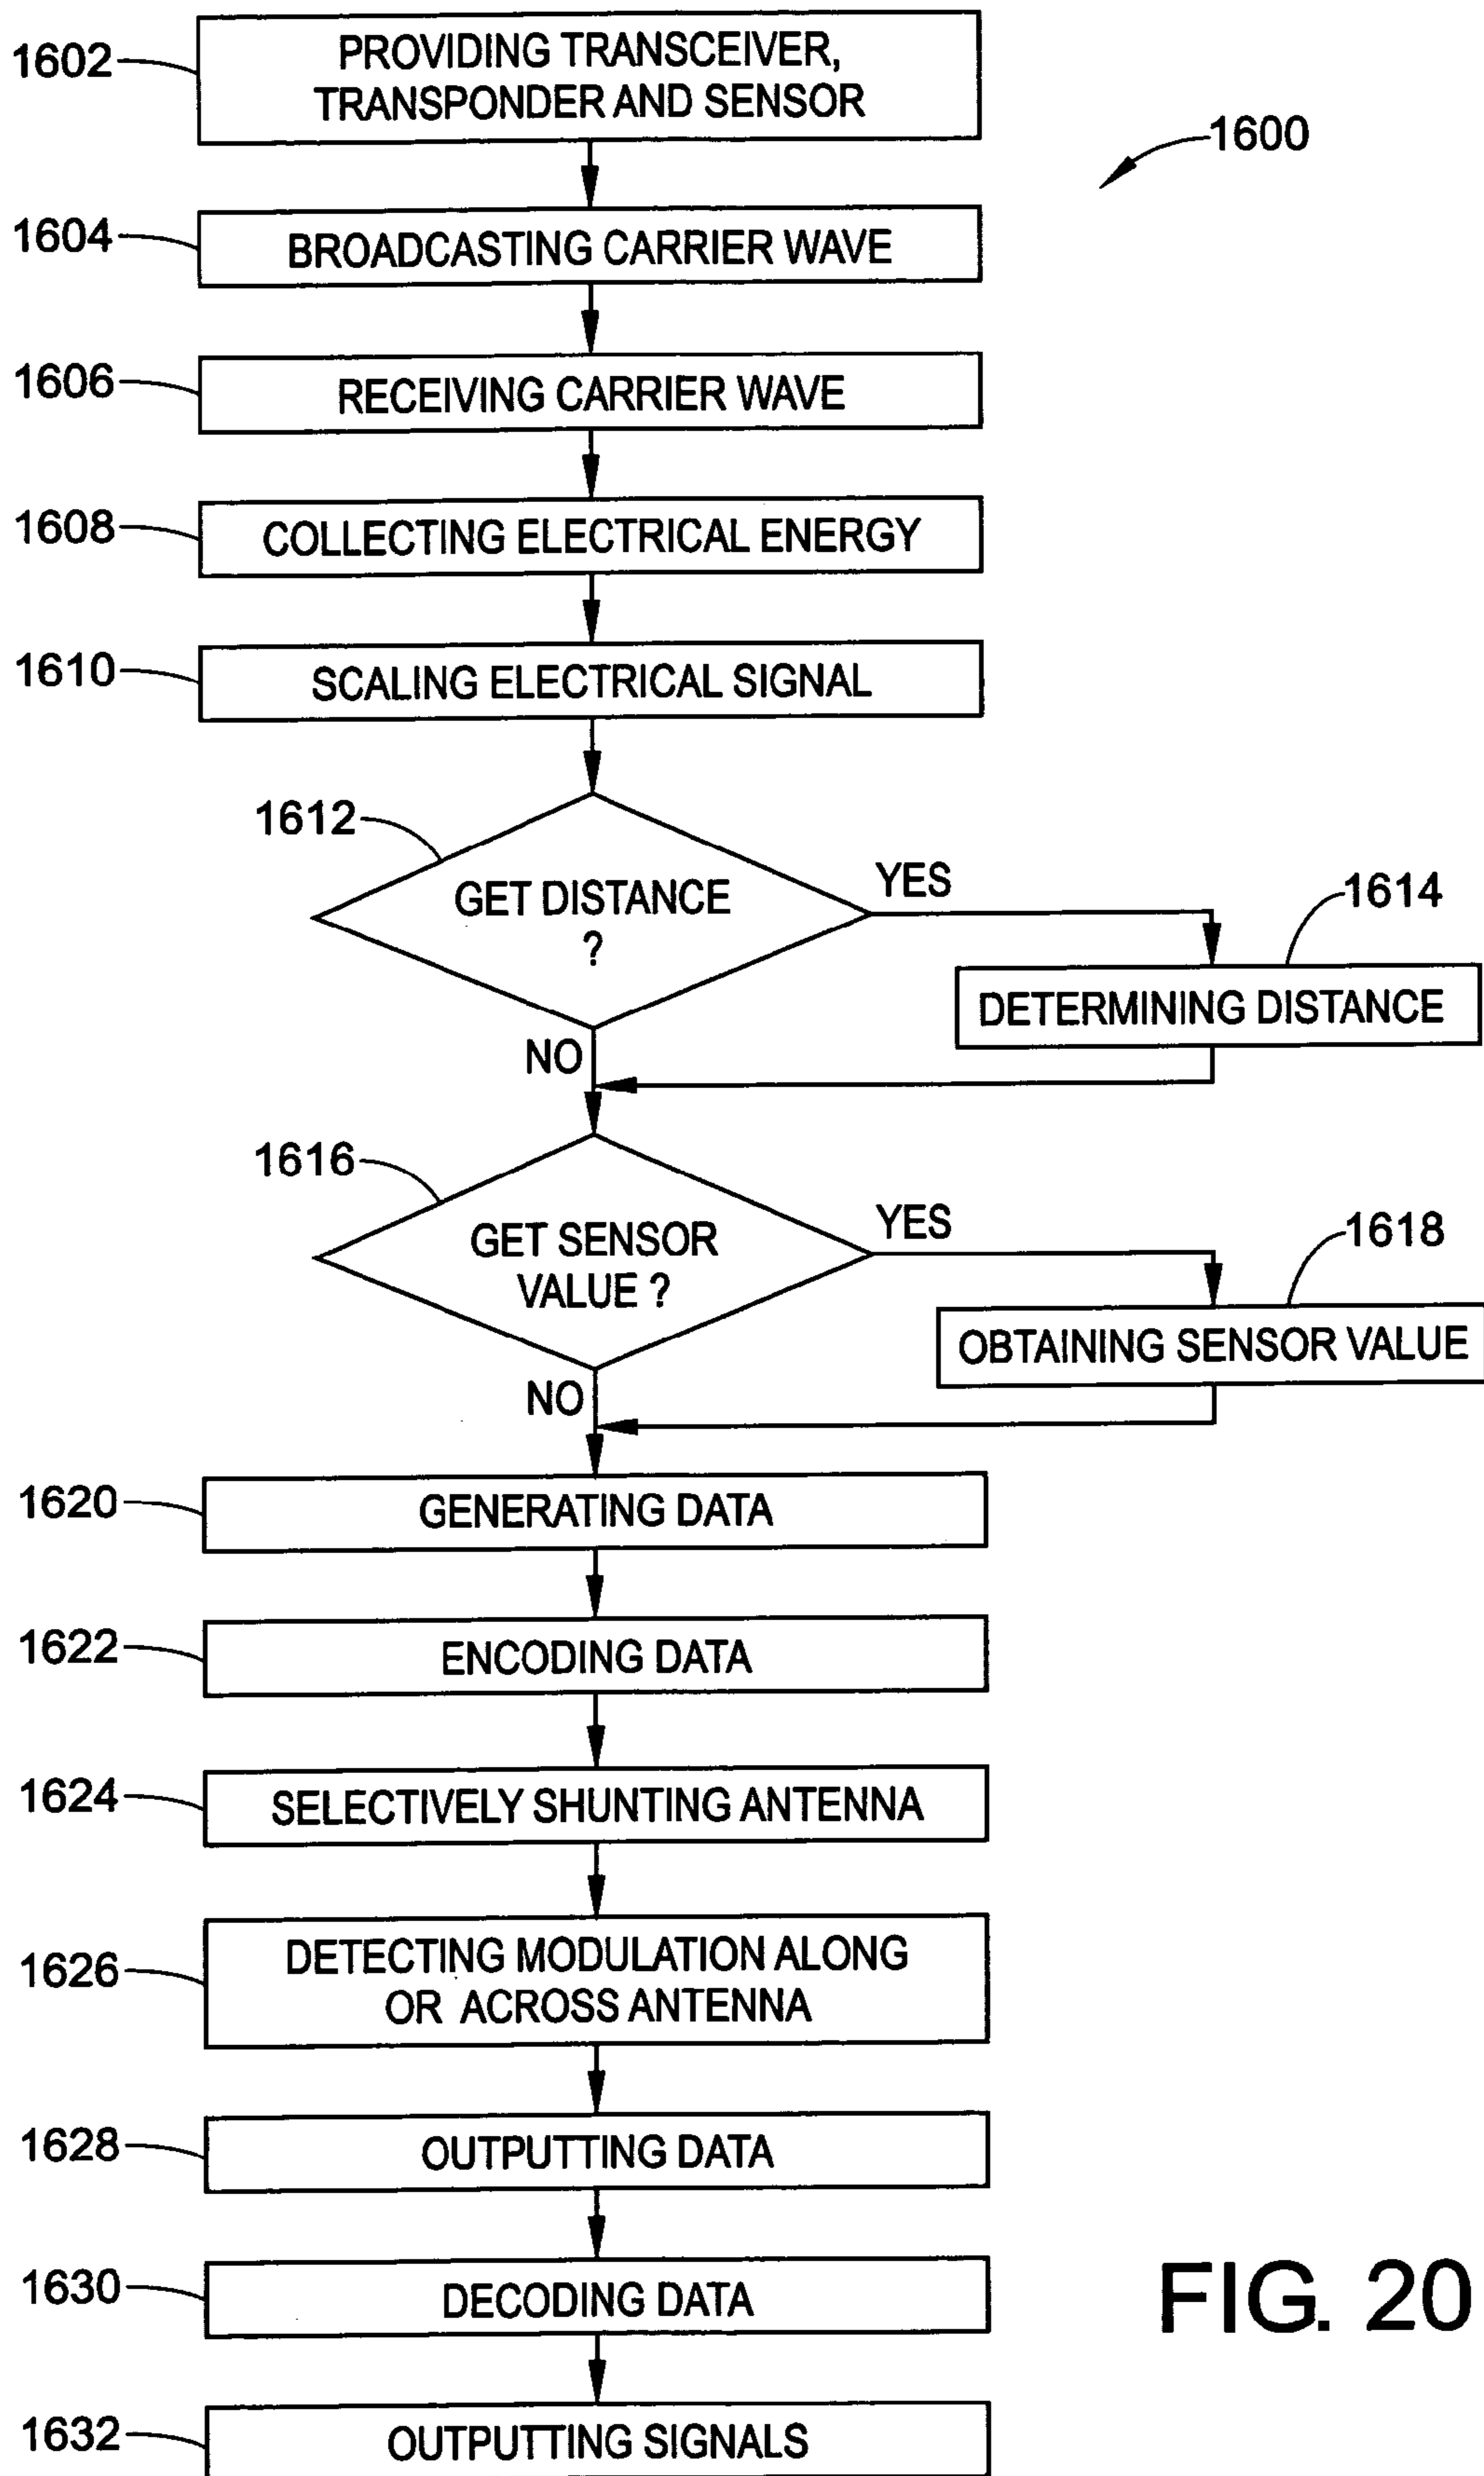 1602
PROVIDING TRANSCEIVER,
TRANSPONDER AND SENSOR
1600
1604
BROADCASTING CARRIER WAVE
1606
RECEIVING CARRIER WAVE
1608
COLLECTING ELECTRICAL ENERGY
1610
SCALING ELECTRICAL SIGNAL
1612
GET DISTANCE
?
YES
1614
DETERMINING DISTANCE
NO
1616
GET SENSOR
VALUE ?
YES
1618
OBTAINING SENSOR VALUE
NO
1620
GENERATING DATA
1622
ENCODING DATA
1624
SELECTIVELY SHUNTING ANTENNA
1626
DETECTING MODULATION ALONG
OR ACROSS ANTENNA
1628
OUTPUTTING DATA
1630
DECODING DATA
1632
OUTPUTTING SIGNALS
FIG. 20